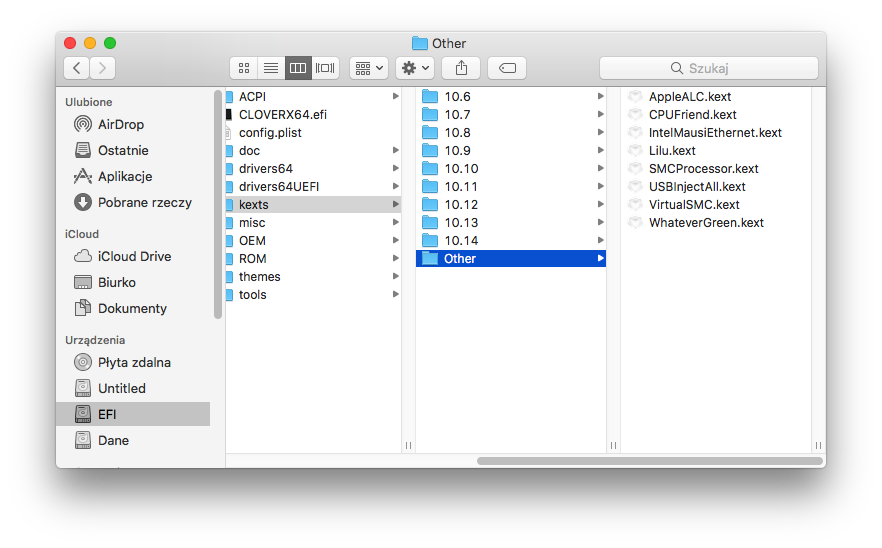 Other
Szukaj
Ulubione
AirDrop
Ostatnie
Aplikacje
Pobrane rzeczy
iCloud
iCloud Drive
Biurko
Dokumenty
Urządzenia
Płyta zdalna
Untitled
EFI
Dane
ACPI
CLOVERX64.efi
config.plist
doc
drivers64
drivers64UEFI
kexts
misc
OEM
ROM
themes
tools
10.6
10.7
10.8
10.9
10.10
10.11
10.12
10.13
10.14
Other
AppleALC.kext
CPUFriend.kext
IntelMausiEthernet.kext
Lilu.kext
SMCProcessor.kext
USBInjectAll.kext
VirtualSMC.kext
WhateverGreen.kext